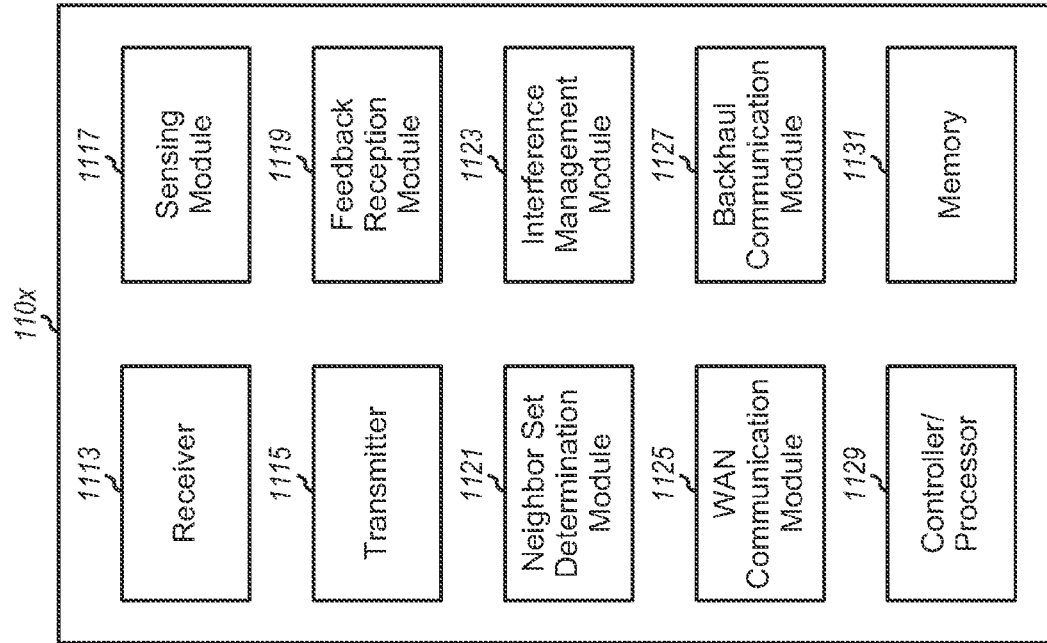 110x
1113
Receiver
1117
Sensing
Module
1115
Transmitter
1119
Feedback
Reception
Module
1121
Neighbor Set
Determination
Module
1123
Interference
Management
Module
1125
WAN
Communication
Module
1127
Backhaul
Communication
Module
1129
Controller/
Processor
1131
Memory